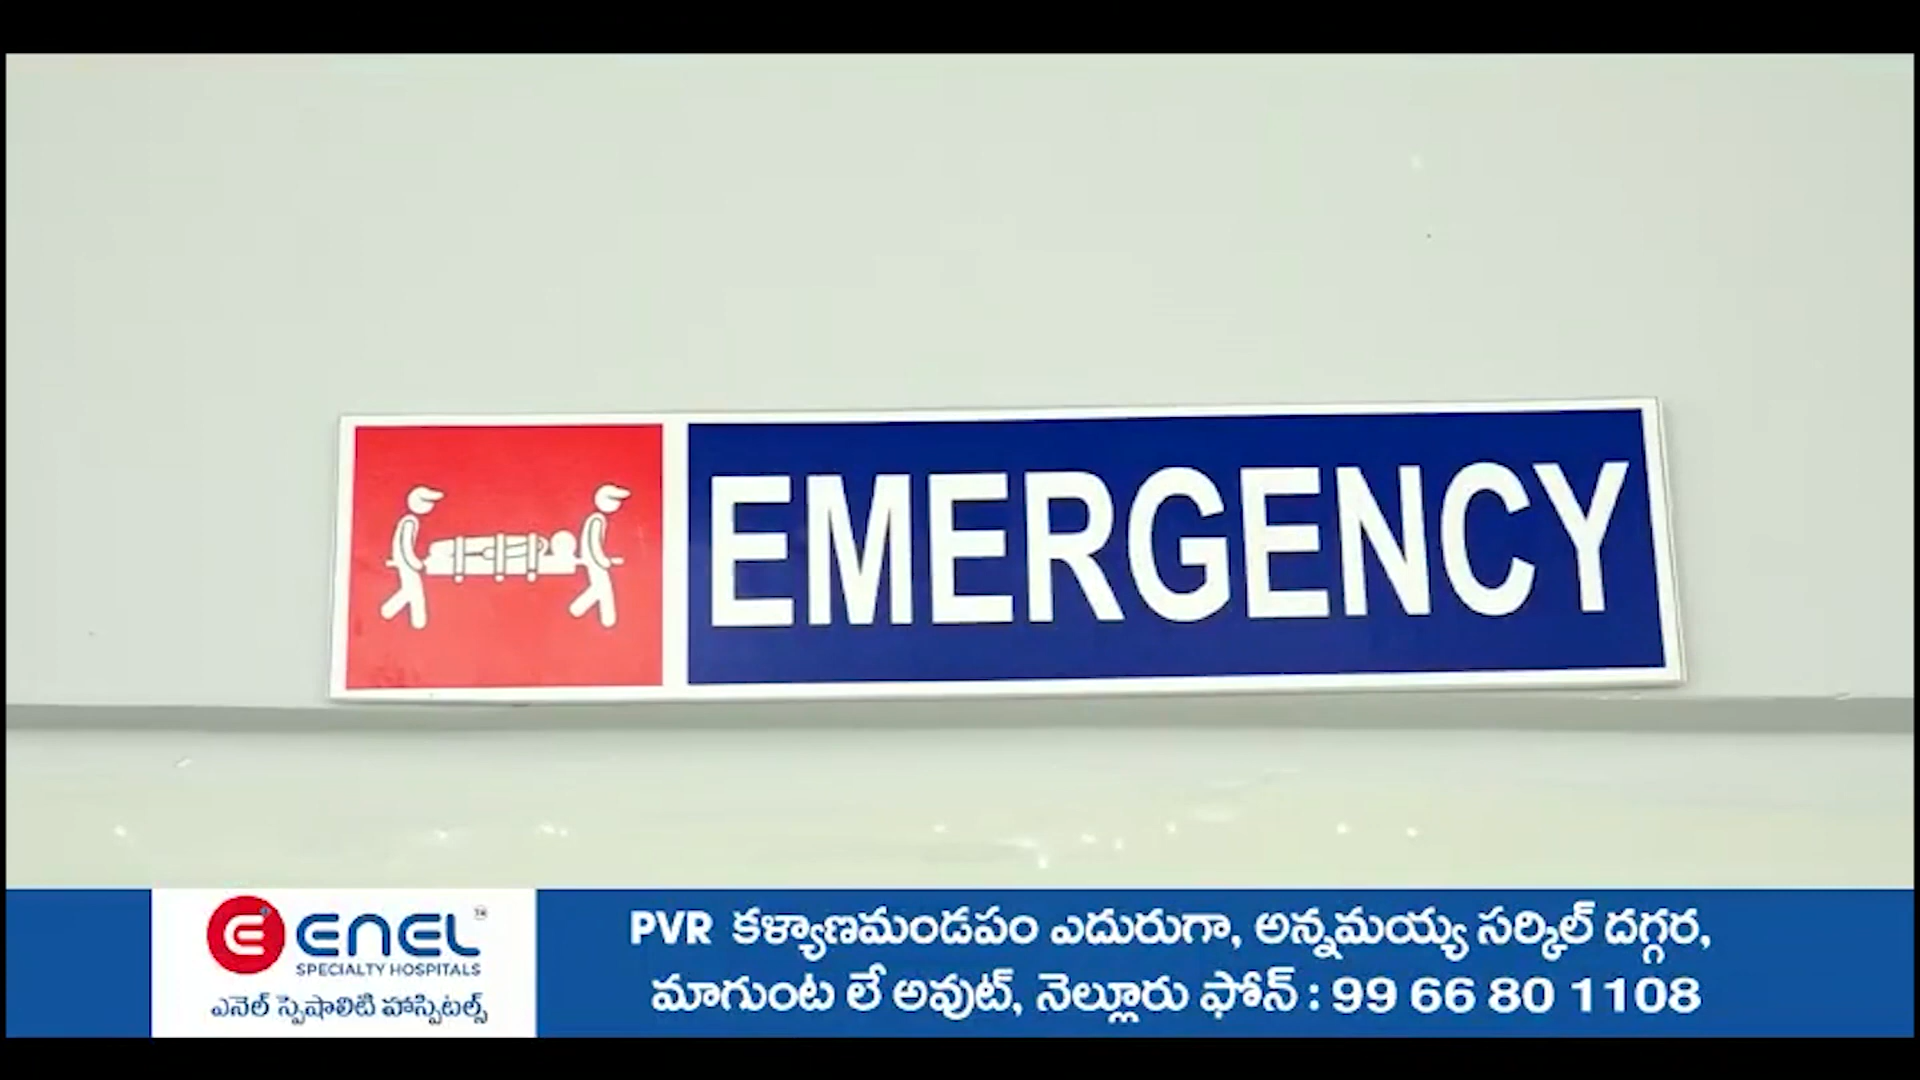 EMERGENCY
ENEL TM
SPECIALTY HOSPITALS
ఎనెల్ స్పెషాలిటి హాస్పిటల్స్
PVR కళ్యాణమండపం ఎదురుగా, అన్నమయ్య సర్కిల్ దగ్గర,
మాగుంట లే అవుట్, నెల్లూరు ఫోన్ : 99 66 80 1108